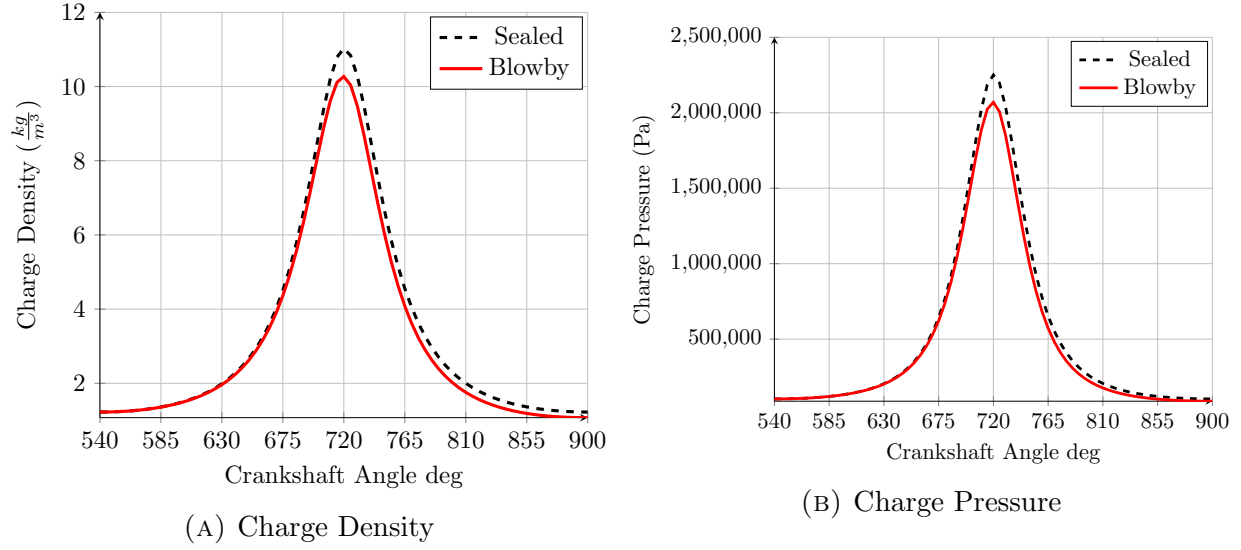 12
10
8
6
4
2
540 585 630 675 720 765 810 855 900
Charge Density (kg/m³)
Crankshaft Angle deg
Sealed
Blowby
(A) Charge Density
2,500,000
2,000,000
1,500,000
1,000,000
500,000
540 585 630 675 720 765 810 855 900
Charge Pressure (Pa)
Crankshaft Angle deg
Sealed
Blowby
(B) Charge Pressure